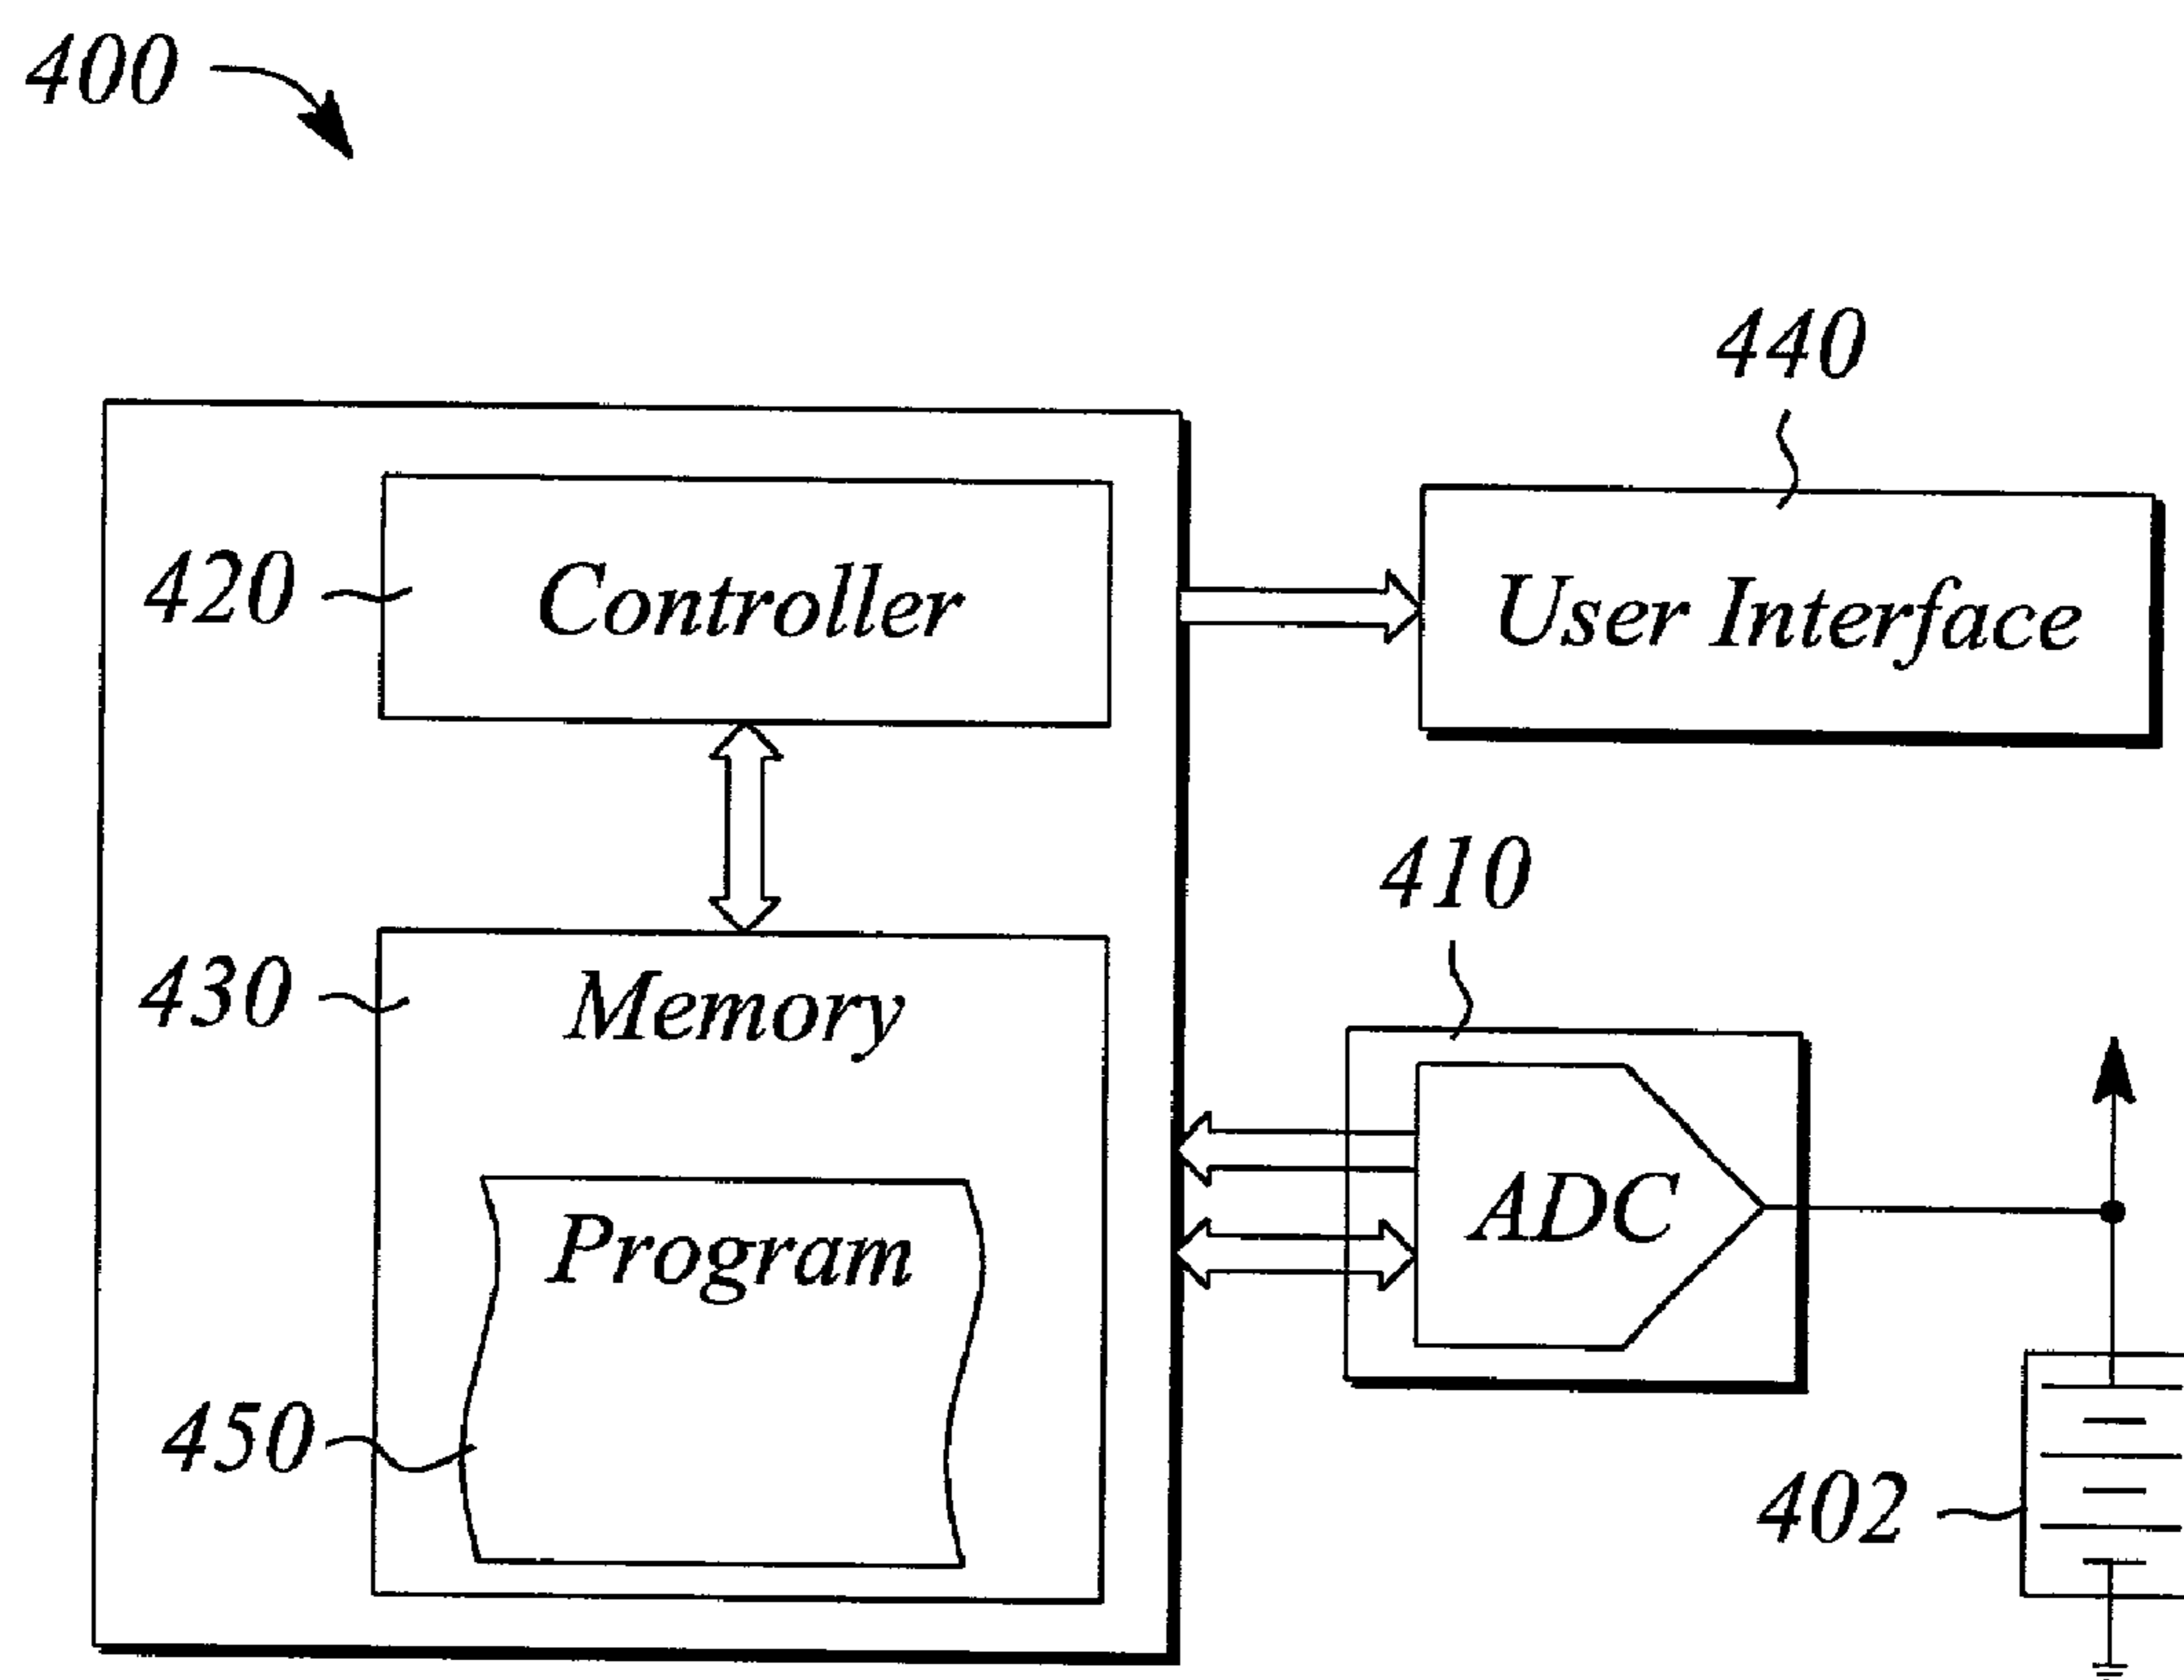 400
440
420
Controller
User Interface
410
430
Memory
ADC
Program
450
402